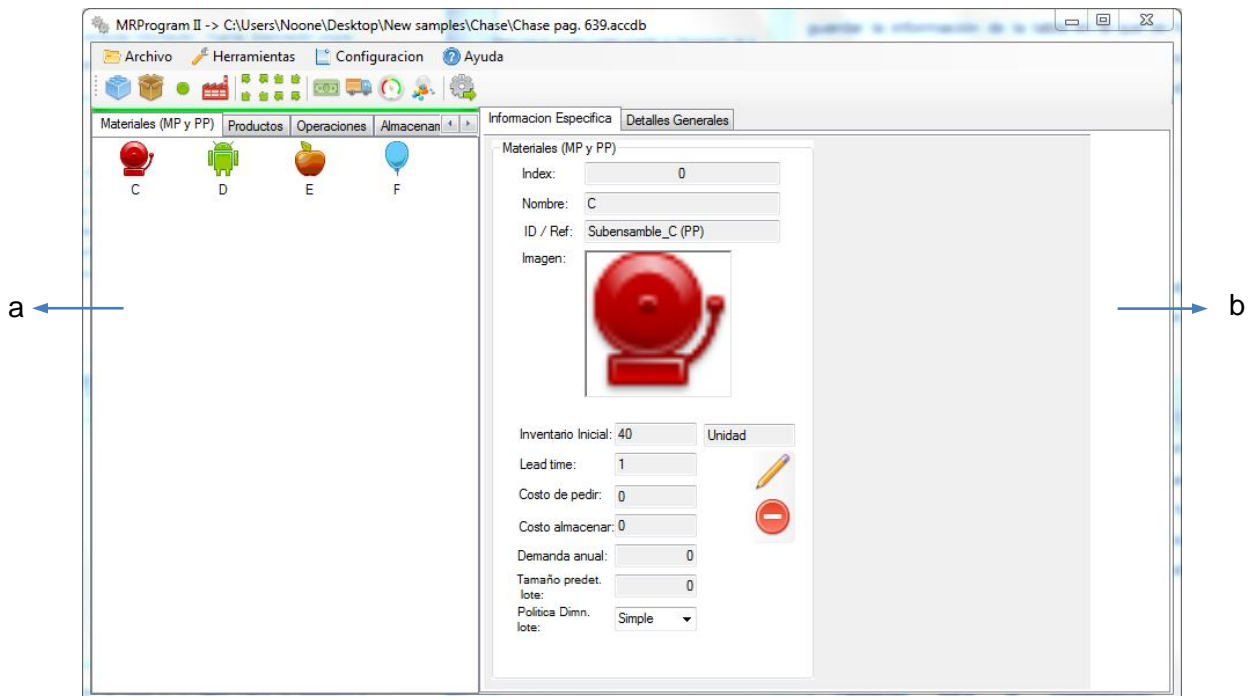 MRProgram II -> C:\Users\Noone\Desktop\New samples\Chase\Chase pag. 639.accdb
Archivo Herramientas Configuracion Ayuda
Materiales (MP y PP) Productos Operaciones Almacenan
Informacion Especifica Detalles Generales
C D E F
Materiales (MP y PP)
Index: 0
Nombre: C
ID / Ref: Subensamble_C (PP)
Imagen:
a
b
Inventario Inicial: 40 Unidad
Lead time: 1
Costo de pedir: 0
Costo almacenar: 0
Demanda anual: 0
Tamaño predet.
lote: 0
Politica Dimn.
lote: Simple